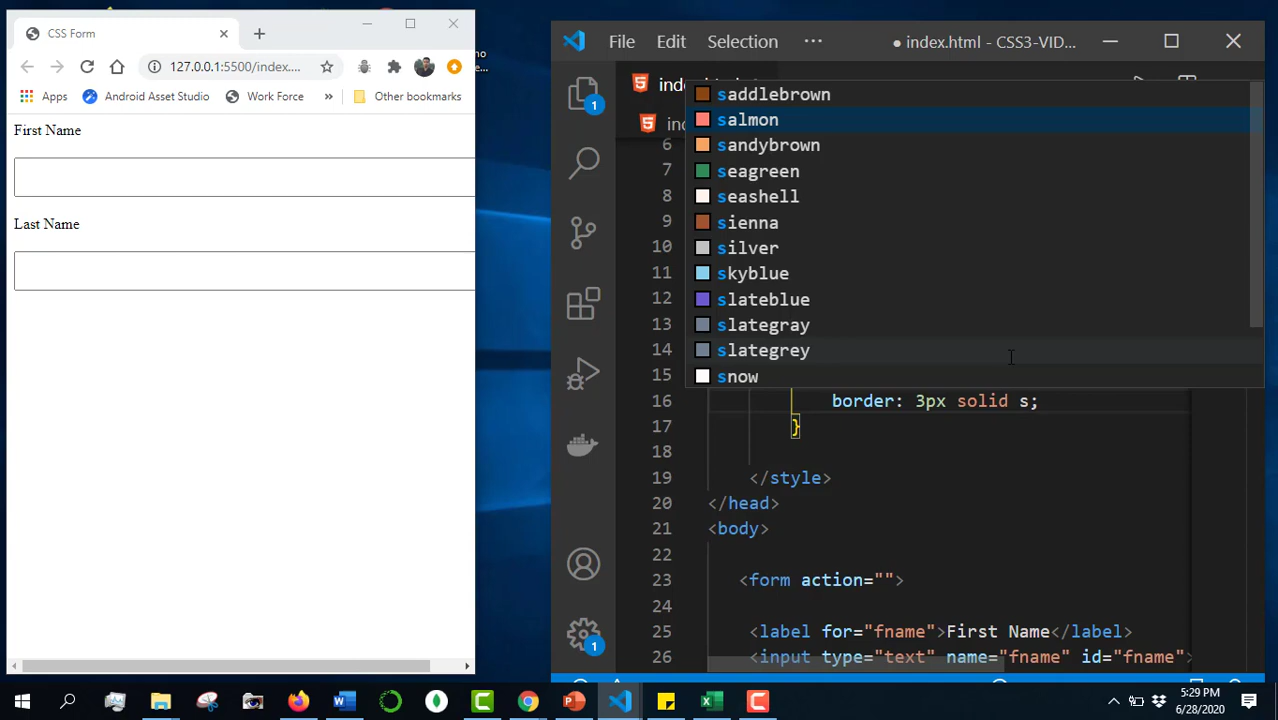 CSS Form
127.0.0.1:5500/index....
Apps
Android Asset Studio
Work Force
»
Other bookmarks
First Name
Last Name
File
Edit
Selection
···
● index.html - CSS3-VID...
1
6
7
8
9
10
11
12
13
14
15
saddlebrown
salmon
sandybrown
seagreen
seashell
sienna
silver
skyblue
slateblue
slategray
slategrey
snow
16 border: 3px solid s;
17 }
18
19 </style>
20 </head>
21 <body>
22
23 <form action="">
24
25 <label for="fname">First Name</label>
26 <input type="text" name="fname" id="fname"
1
5:29 PM
6/28/2020